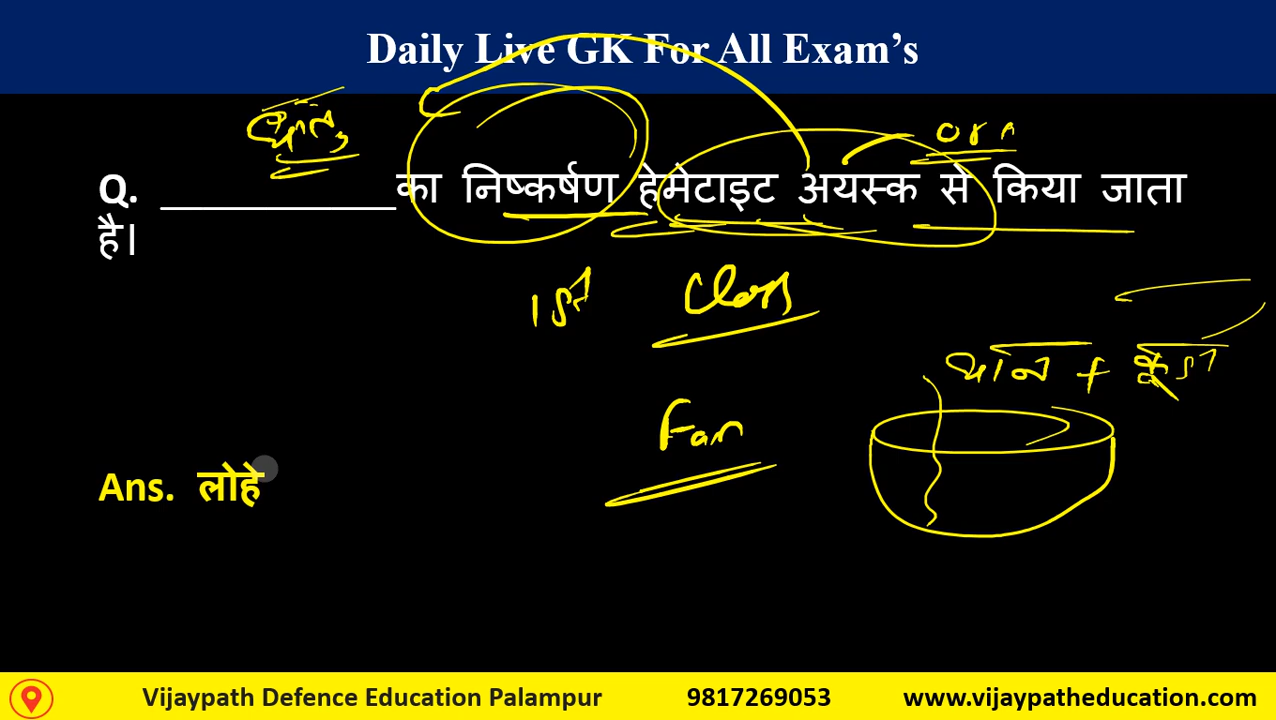 Daily Live GK For All Exam's
धातु
ore
Q. ____________का निष्कर्षण हेमेटाइट अयस्क से किया जाता
है।
1st Class
Fan
Ans. लोहे
Vijaypath Defence Education Palampur 9817269053 www.vijaypatheducation.com